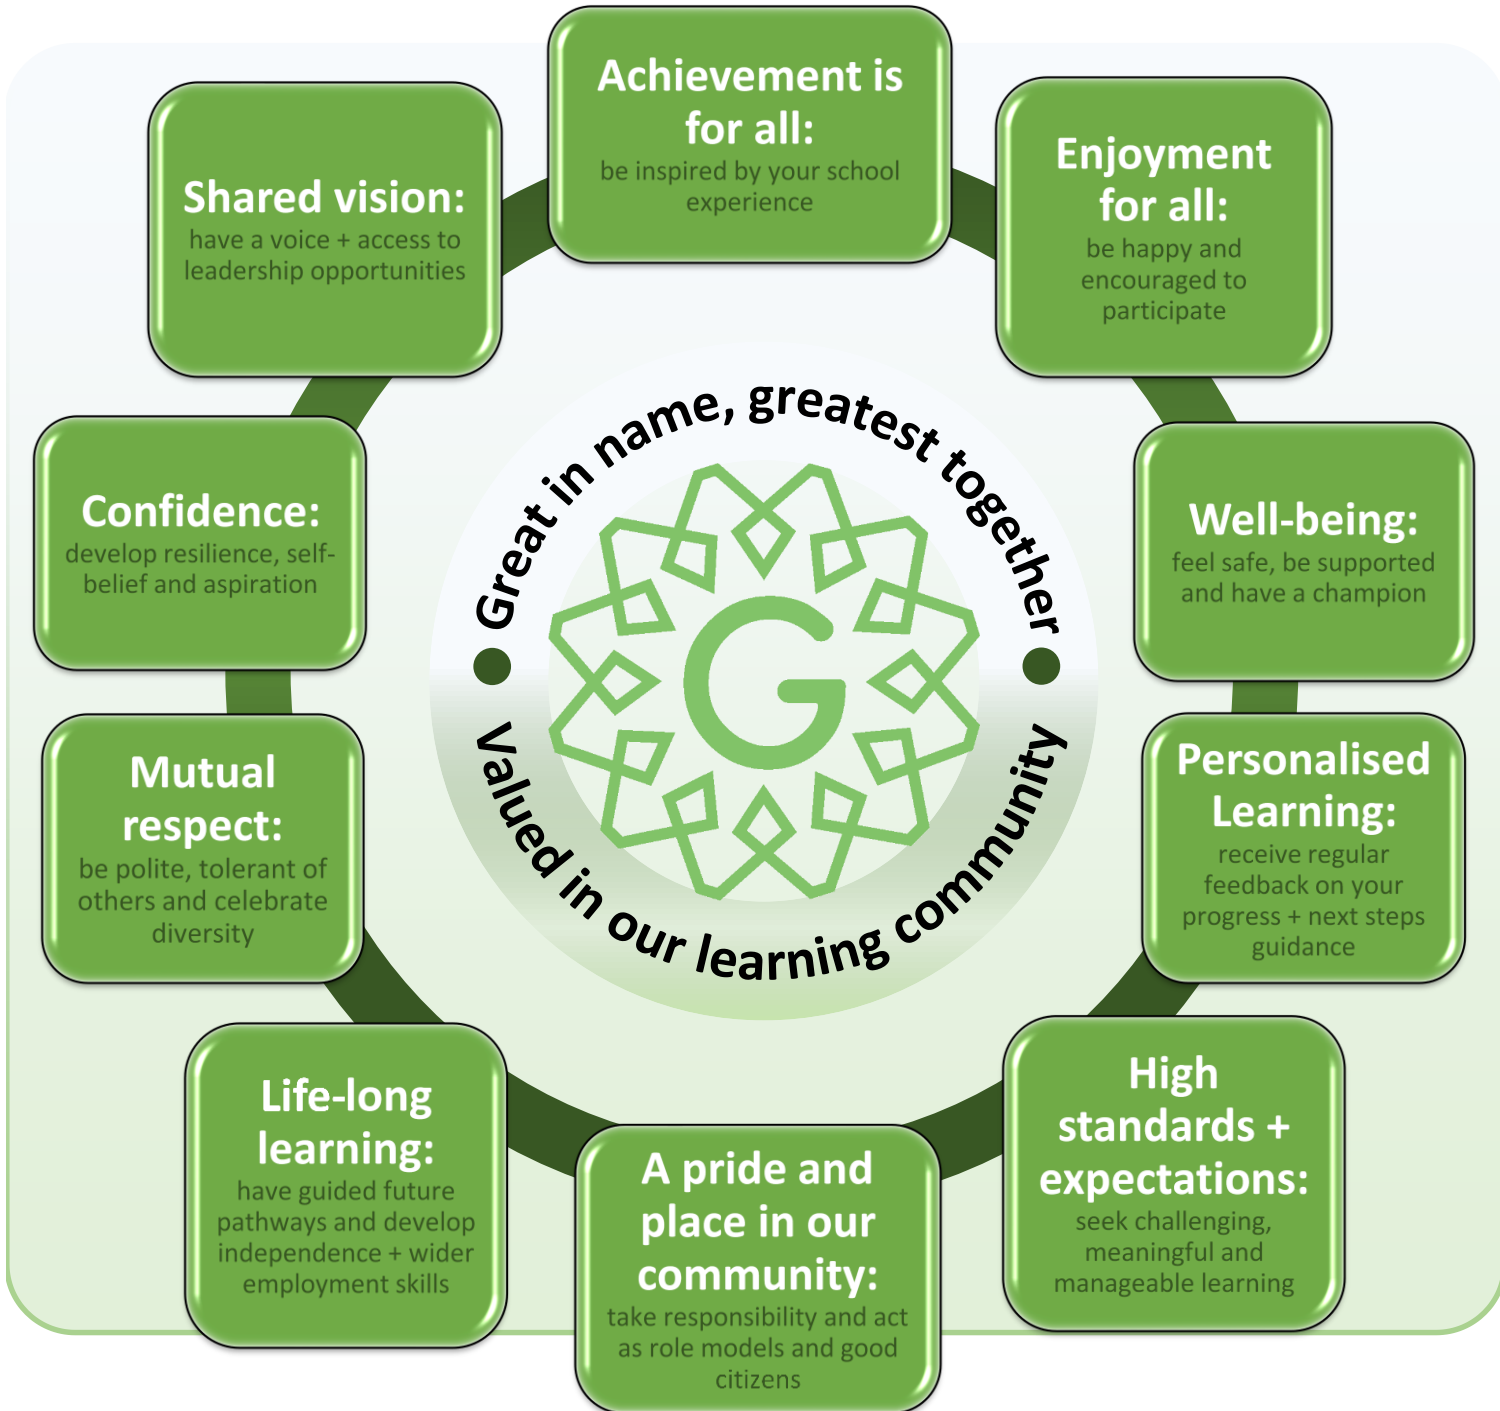 Achievement is
for all:
be inspired by your school
experience
Enjoyment
for all:
be happy and
encouraged to
participate
Well-being:
feel safe, be supported
and have a champion
Personalised
Learning:
receive regular
feedback on your
progress + next steps
guidance
High
standards +
expectations:
seek challenging,
meaningful and
manageable learning
A pride and
place in our
community:
take responsibility and act
as role models and good
citizens
Life-long
learning:
have guided future
pathways and develop
independence + wider
employment skills
Mutual
respect:
be polite, tolerant of
others and celebrate
diversity
Confidence:
develop resilience, self-
belief and aspiration
Shared vision:
have a voice + access to
leadership opportunities
Great in name, greatest together
G
Valued in our learning community